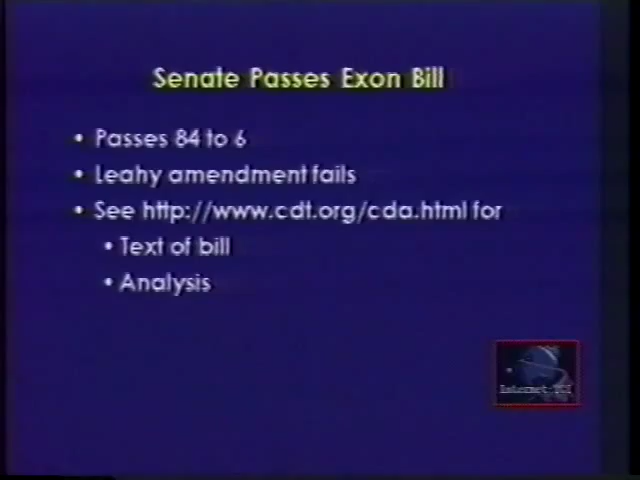 Senate Passes Exon Bill
• Passes 84 to 6
• Leahy amendment fails
• See http://www.cdt.org/cda.html for
• Text of bill
• Analysis
Internet